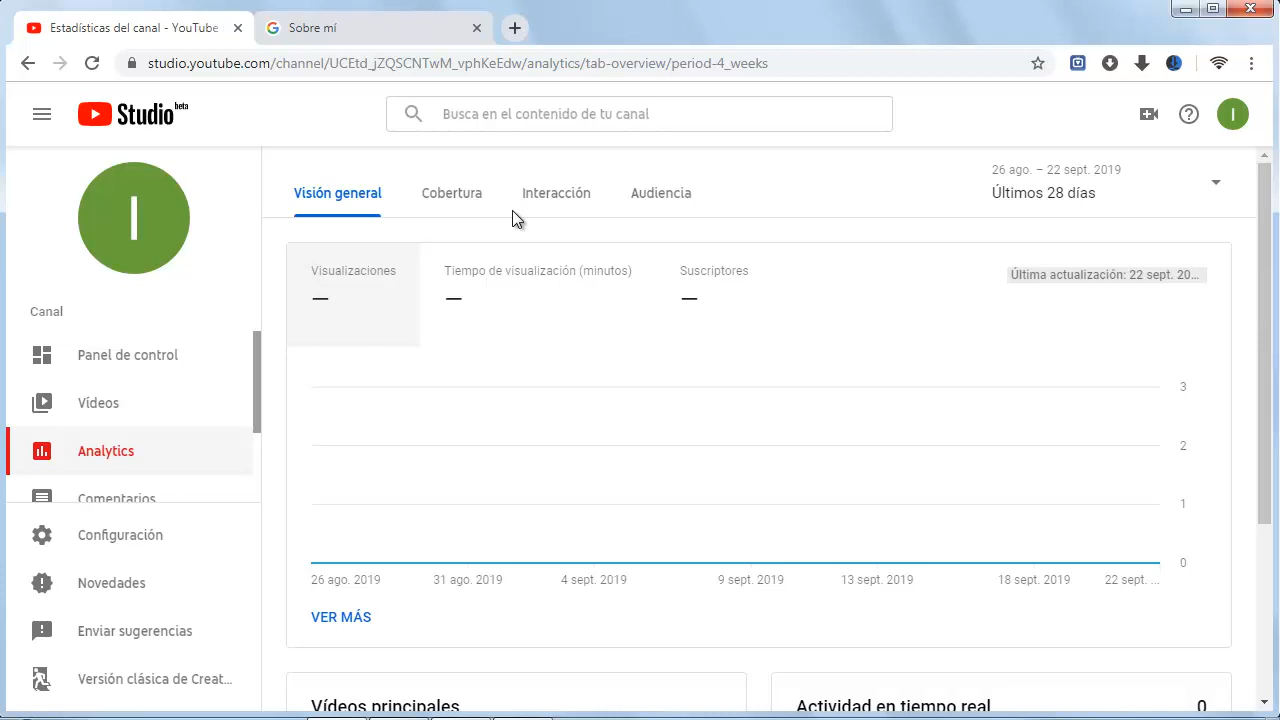 Estadísticas del canal - YouTube
Sobre mí
studio.youtube.com/channel/UCEtd_jZQSCNTwM_vphKeEdw/analytics/tab-overview/period-4_weeks
Studio beta
Busca en el contenido de tu canal
I
I
Canal
Panel de control
Vídeos
Analytics
Comentarios
Configuración
Novedades
Enviar sugerencias
Versión clásica de Creat...
Visión general
Cobertura
Interacción
Audiencia
26 ago. – 22 sept. 2019
Últimos 28 días
Visualizaciones
—
Tiempo de visualización (minutos)
—
Suscriptores
—
Última actualización: 22 sept. 20...
3
2
1
0
26 ago. 2019
31 ago. 2019
4 sept. 2019
9 sept. 2019
13 sept. 2019
18 sept. 2019
22 sept. ...
VER MÁS
Vídeos principales
Actividad en tiempo real
0